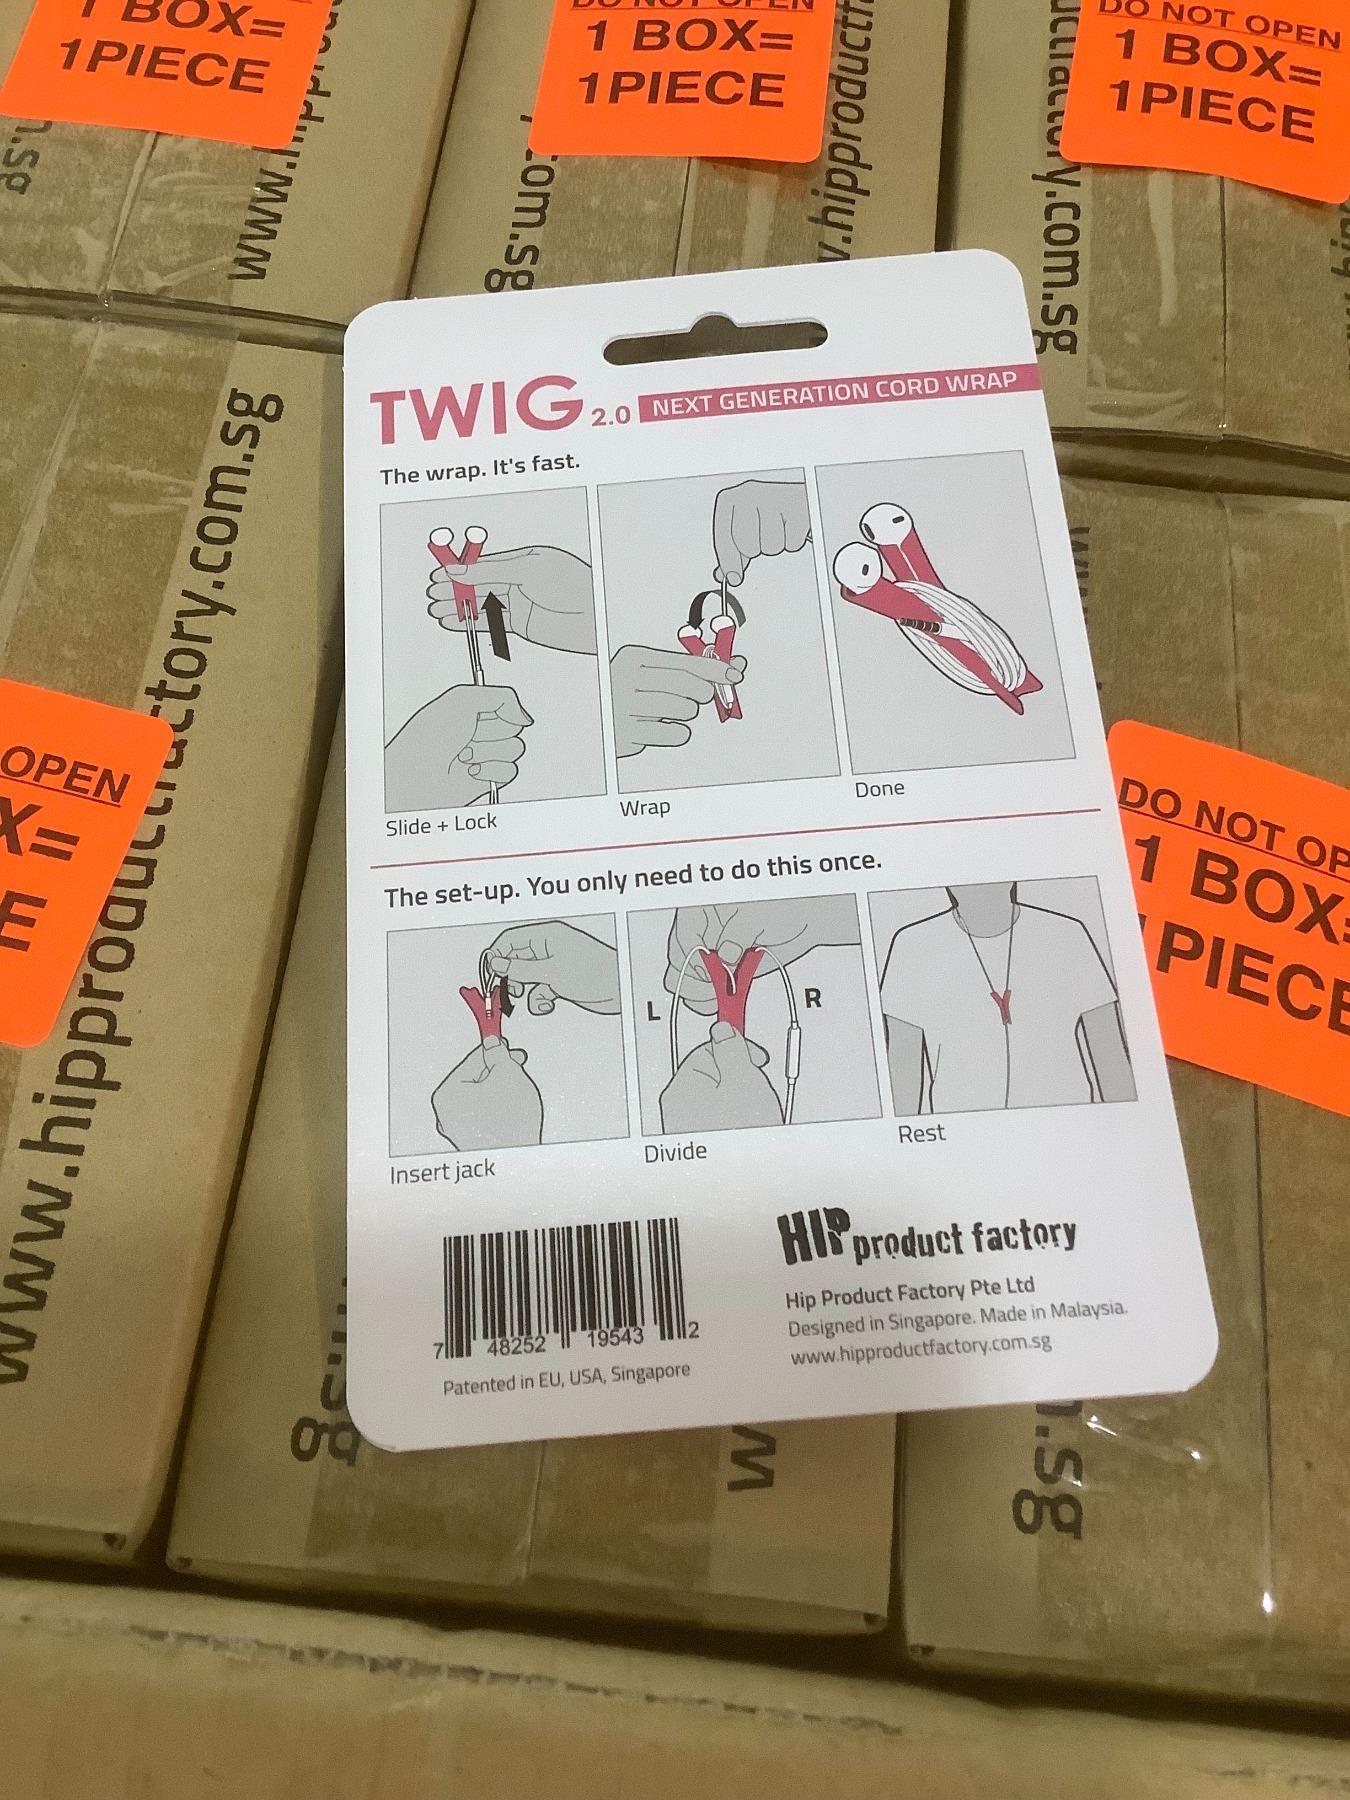 1 BOX=
1PIECE
DO NOT OPEN
1 BOX=
1PIECE
DO NOT OPEN
1 BOX=
1PIECE
TWIG 2.0 NEXT GENERATION CORD WRAP
The wrap. It's fast.
Slide + Lock
Wrap
Done
The set-up. You only need to do this once.
L
R
Insert jack
Divide
Rest
7 48252 19543 2
Patented in EU, USA, Singapore
HIP product factory
Hip Product Factory Pte Ltd
Designed in Singapore. Made in Malaysia.
www.hipproductfactory.com.sg
www.hipproductfactory.com.sg
OPEN
X=
E
DO NOT OP
1 BOX=
1PIECE